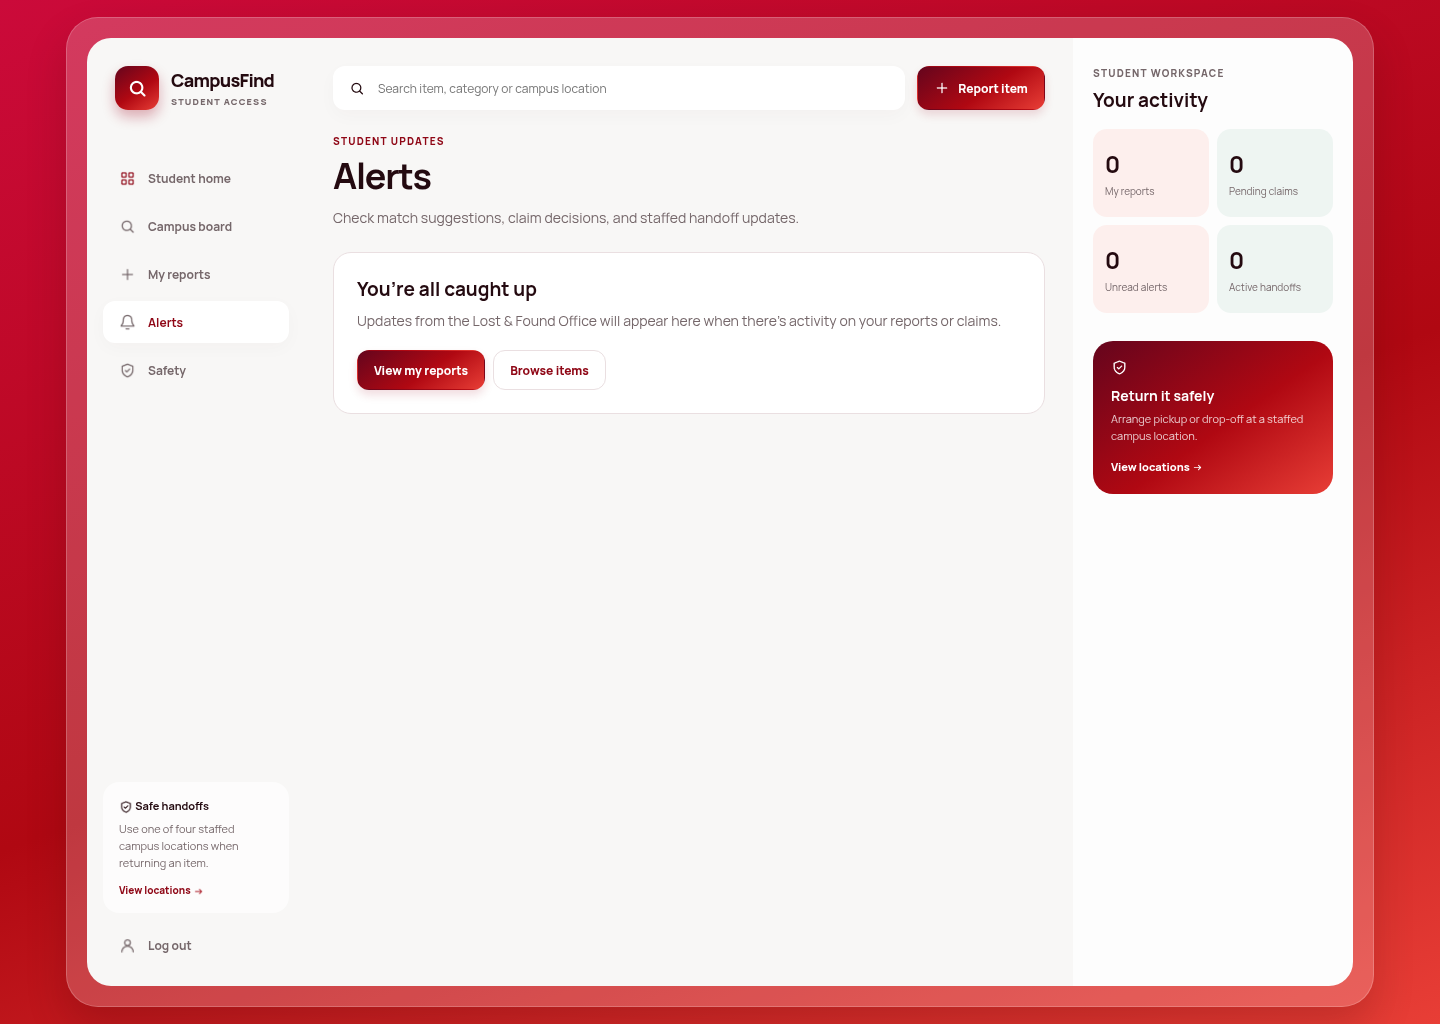 CampusFind
STUDENT ACCESS
Student home
Campus board
My reports
Alerts
Safety
Safe handoffs
Use one of four staffed
campus locations when
returning an item.
View locations →
Log out
Search item, category or campus location
Report item
STUDENT UPDATES
Alerts
Check match suggestions, claim decisions, and staffed handoff updates.
You're all caught up
Updates from the Lost & Found Office will appear here when there's activity on your reports or claims.
View my reports
Browse items
STUDENT WORKSPACE
Your activity
0
My reports
0
Pending claims
0
Unread alerts
0
Active handoffs
Return it safely
Arrange pickup or drop-off at a staffed
campus location.
View locations →